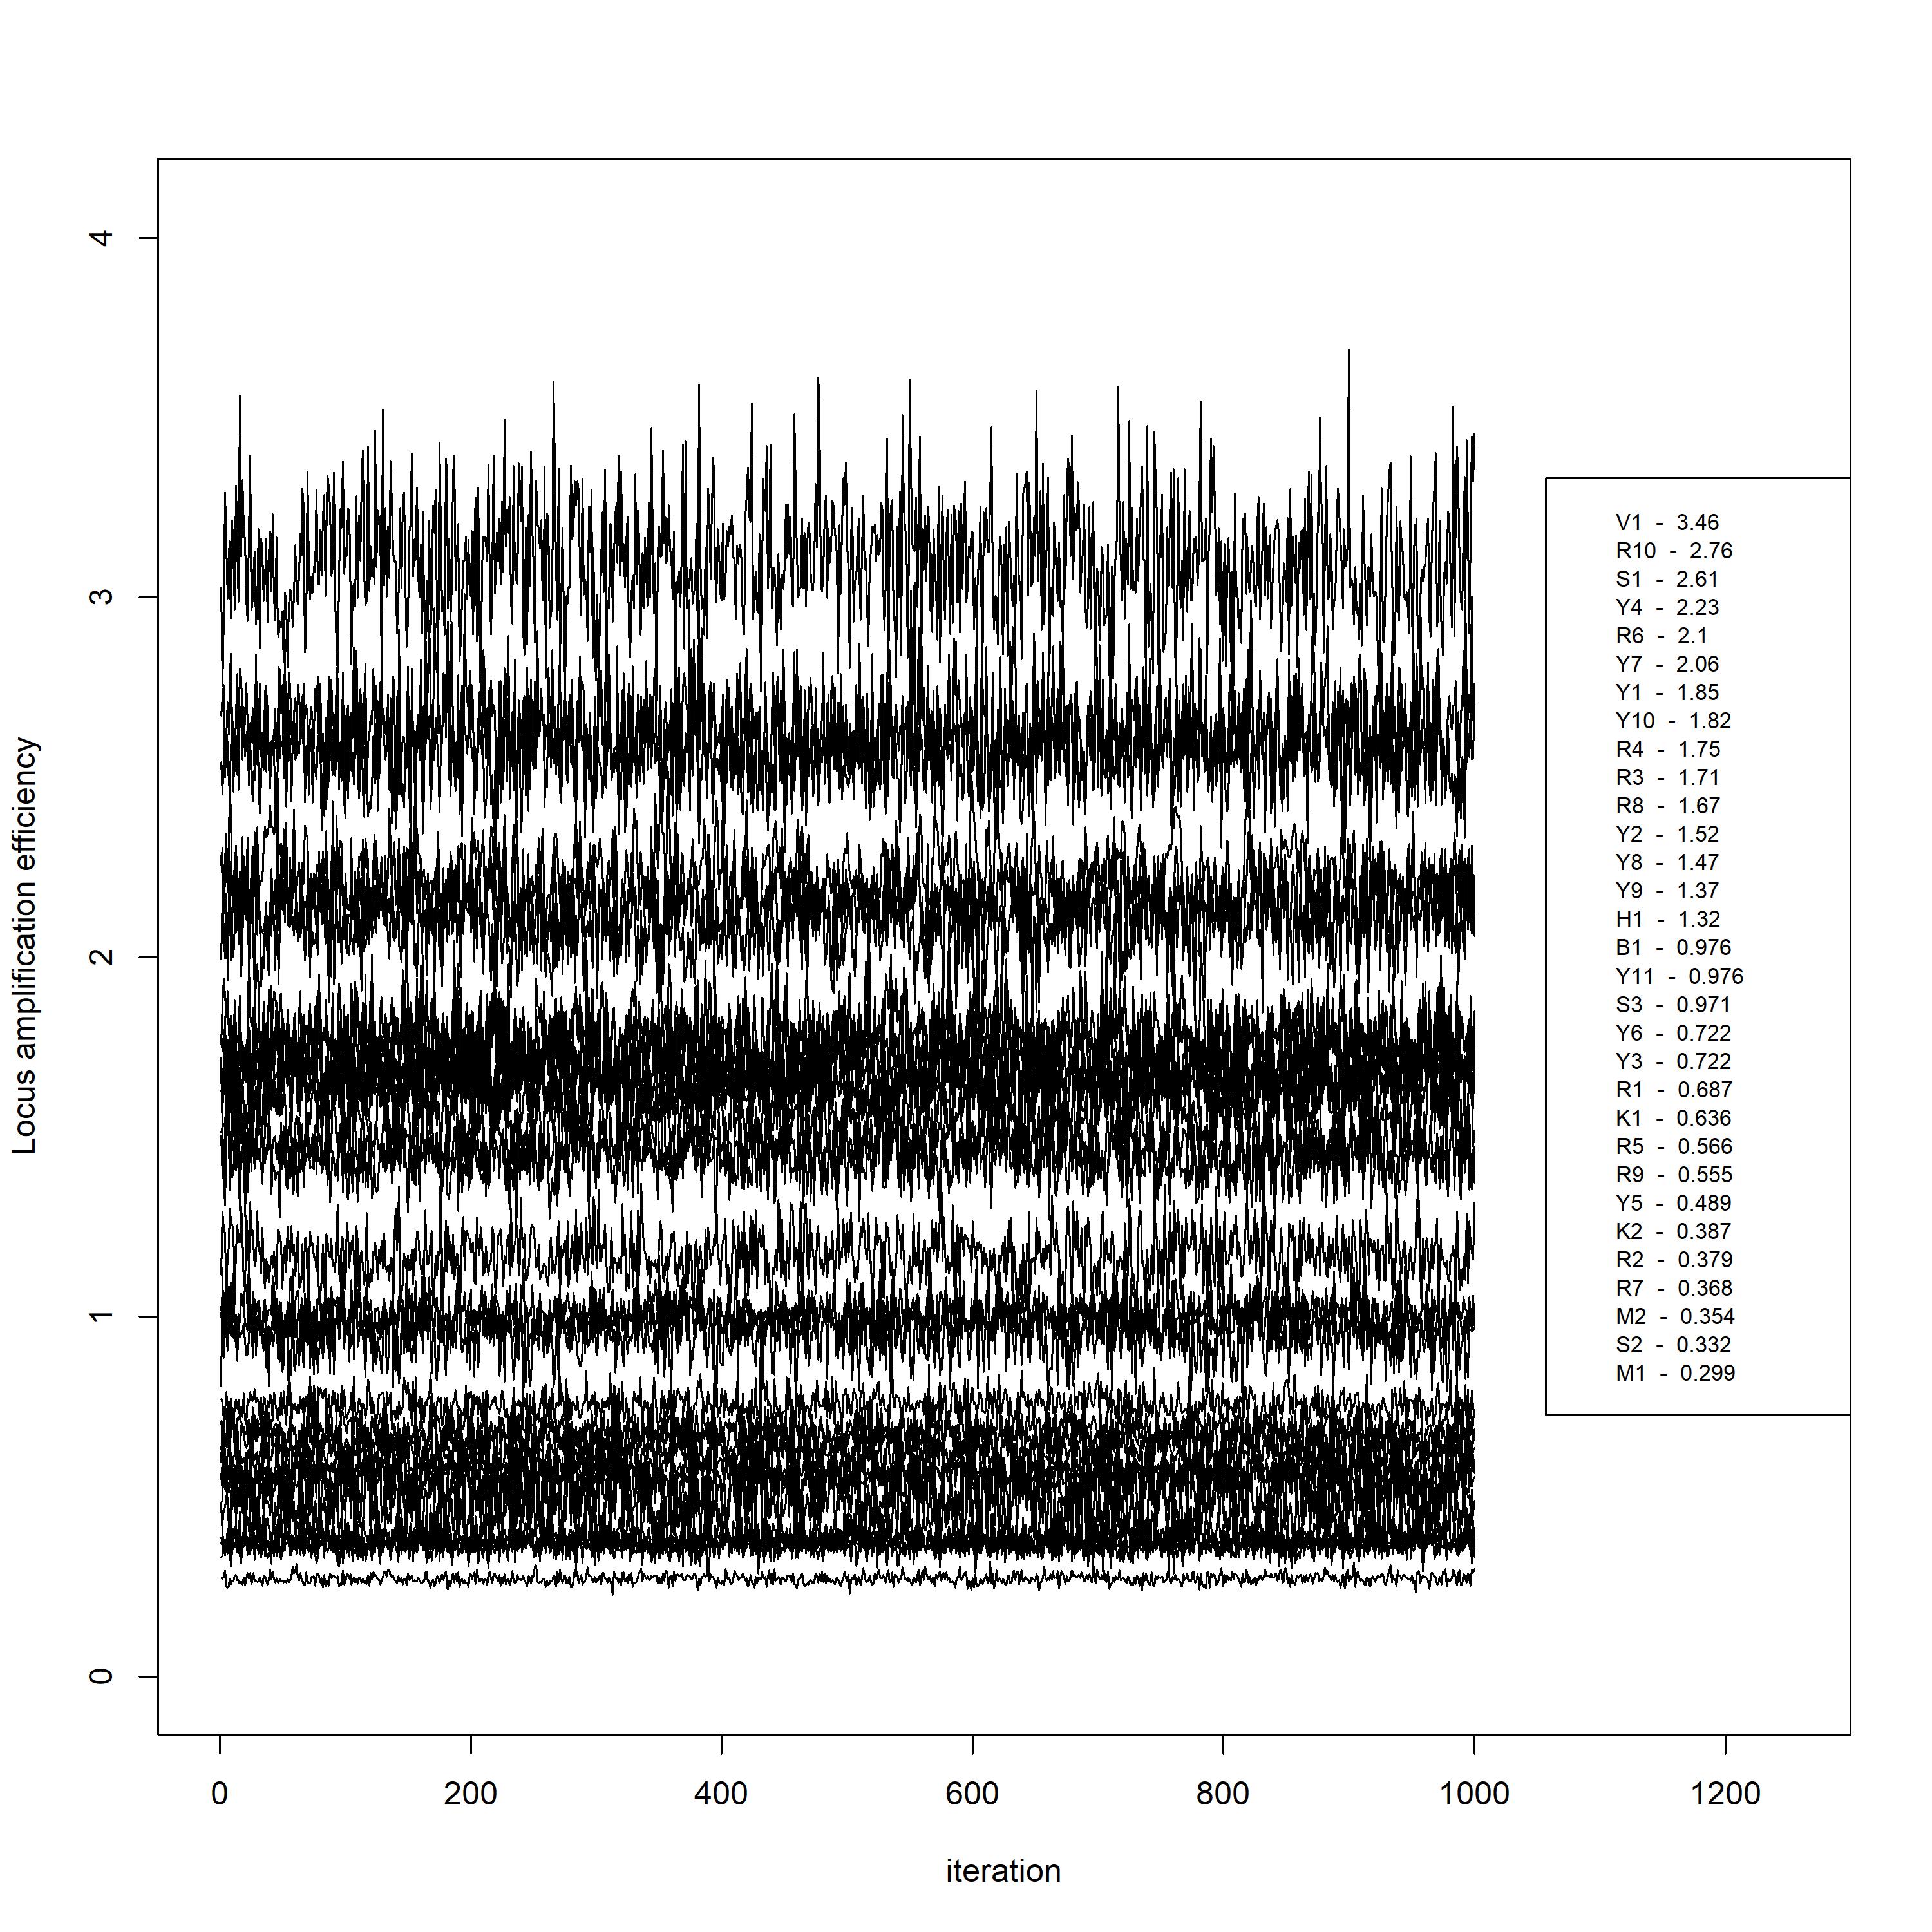 Locus amplification efficiency
4
3
2
1
0
V1 - 3.46
R10 - 2.76
S1 - 2.61
Y4 - 2.23
R6 - 2.1
Y7 - 2.06
Y1 - 1.85
Y10 - 1.82
R4 - 1.75
R3 - 1.71
R8 - 1.67
Y2 - 1.52
Y8 - 1.47
Y9 - 1.37
H1 - 1.32
B1 - 0.976
Y11 - 0.976
S3 - 0.971
Y6 - 0.722
Y3 - 0.722
R1 - 0.687
K1 - 0.636
R5 - 0.566
R9 - 0.555
Y5 - 0.489
K2 - 0.387
R2 - 0.379
R7 - 0.368
M2 - 0.354
S2 - 0.332
M1 - 0.299
0 200 400 600 800 1000 1200
iteration